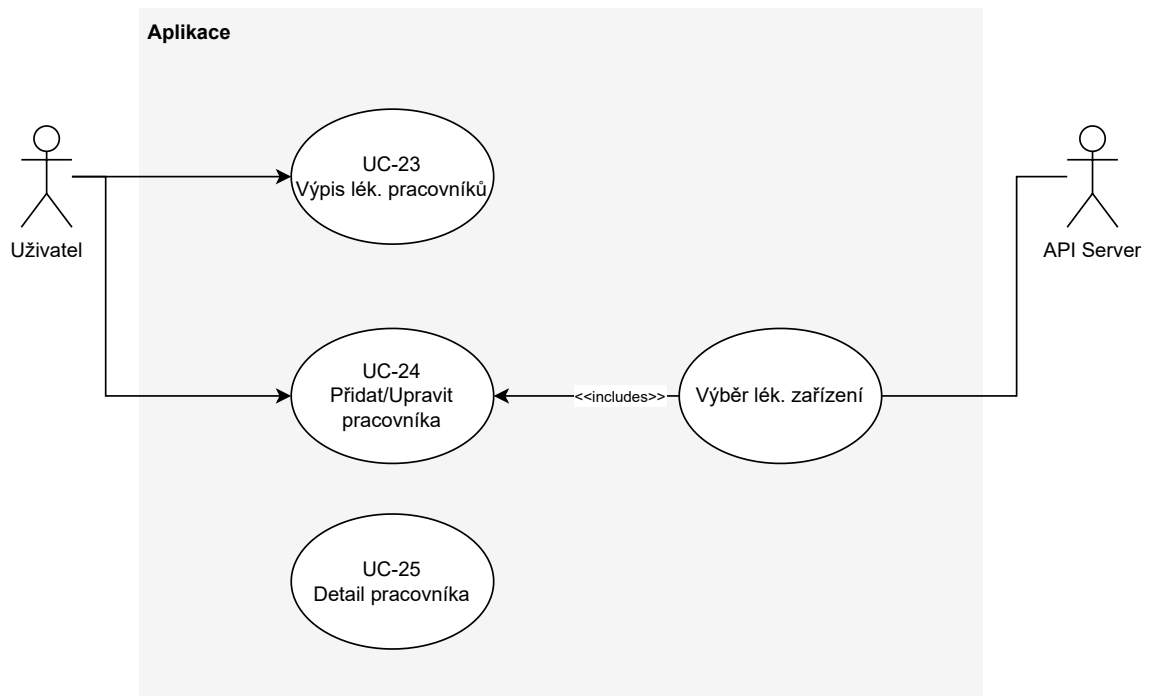 Aplikace
UC-23
Výpis lék. pracovníků
Uživatel
API Server
UC-24
Přidat/Upravit
pracovníka
<<includes>>
Výběr lék. zařízení
UC-25
Detail pracovníka